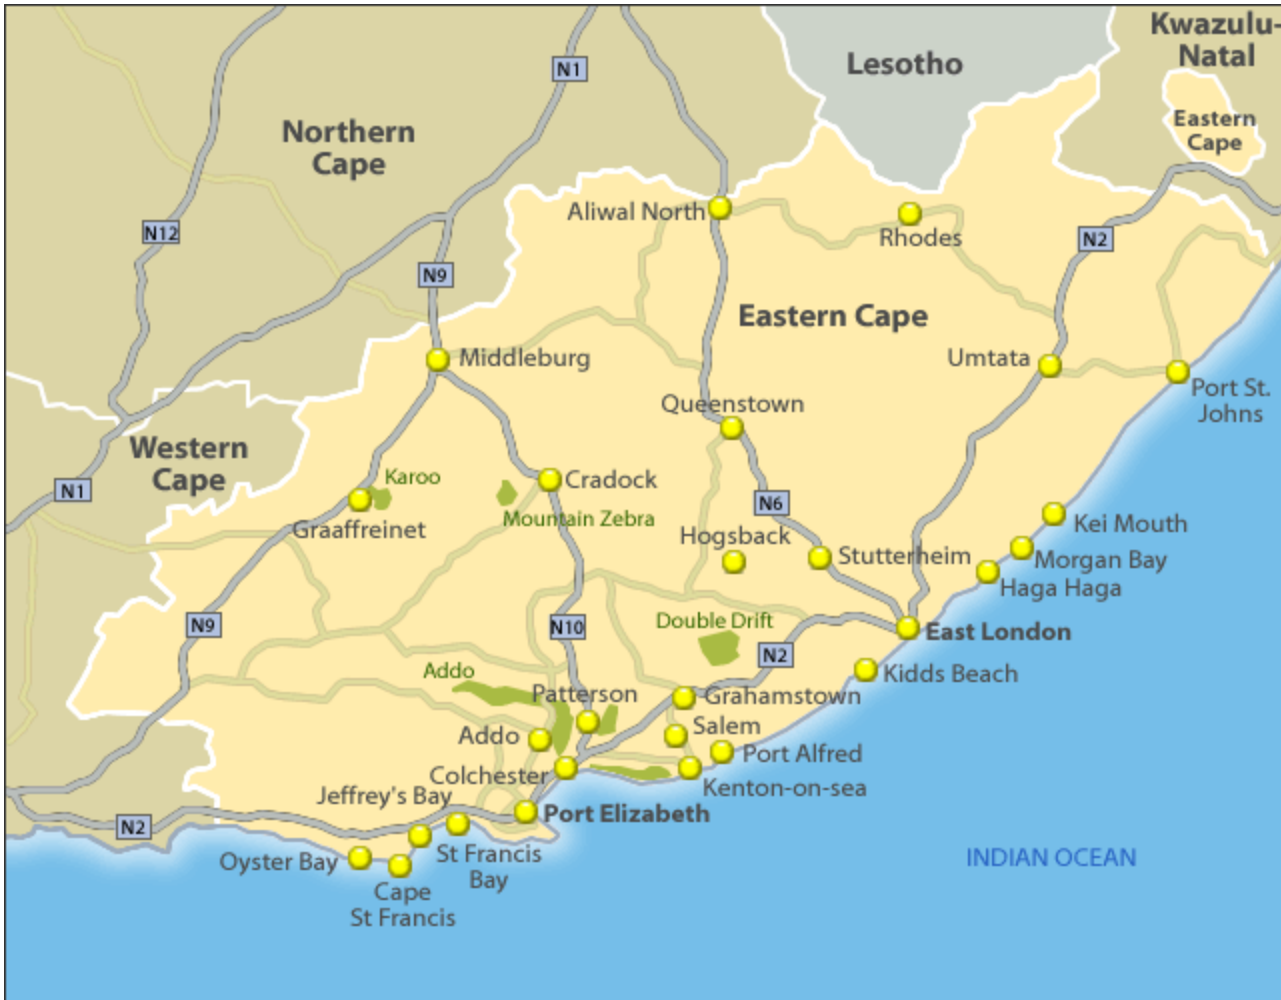 Kwazulu-
Natal
Lesotho
Eastern
Cape
N1
Northern
Cape
Aliwal North
Rhodes
N12
N2
N9
Eastern Cape
Middleburg
Umtata
Port St.
Johns
Queenstown
Western
Cape
Karoo
Cradock
N1
N6
Mountain Zebra
Graaffreinet
Kei Mouth
Hogsback
Stutterheim
Morgan Bay
Haga Haga
N9
N10
Double Drift
East London
N2
Addo
Kidds Beach
Patterson
Grahamstown
Addo
Salem
Port Alfred
Colchester
Kenton-on-sea
Jeffrey's Bay
Port Elizabeth
N2
Oyster Bay
St Francis
Bay
INDIAN OCEAN
Cape
St Francis